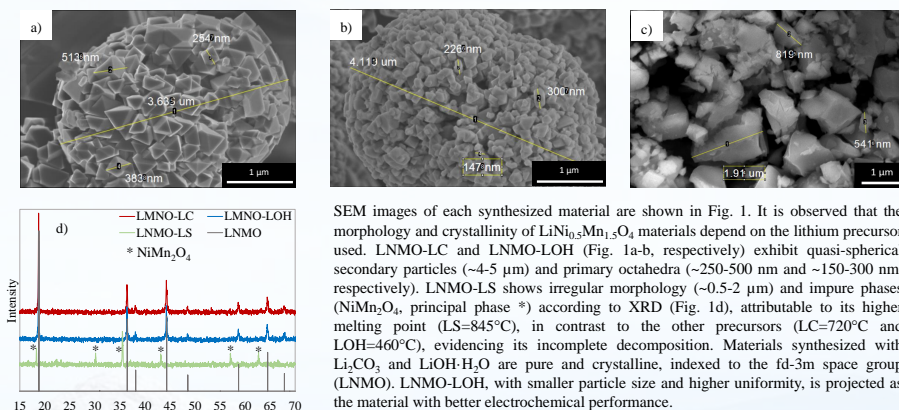 a)
254 nm
513 nm
3.635 um
383 nm
1 µm
b)
226 nm
4.113 um
300 nm
147 nm
1 µm
c)
819 nm
541 nm
1.91 um
1 µm
d)
LMNO-LC
LMNO-LOH
LMNO-LS
LNMO
* NiMn₂O₄
Intensity
* * * * * *
15 20 25 30 35 40 45 50 55 60 65 70
SEM images of each synthesized material are shown in Fig. 1. It is observed that the
morphology and crystallinity of LiNi₀.₅Mn₁.₅O₄ materials depend on the lithium precursor
used. LNMO-LC and LNMO-LOH (Fig. 1a-b, respectively) exhibit quasi-spherical
secondary particles (~4-5 µm) and primary octahedra (~250-500 nm and ~150-300 nm,
respectively). LNMO-LS shows irregular morphology (~0.5-2 µm) and impure phases
(NiMn₂O₄, principal phase *) according to XRD (Fig. 1d), attributable to its higher
melting point (LS=845°C), in contrast to the other precursors (LC=720°C and
LOH=460°C), evidencing its incomplete decomposition. Materials synthesized with
Li₂CO₃ and LiOH·H₂O are pure and crystalline, indexed to the fd-3m space group
(LNMO). LNMO-LOH, with smaller particle size and higher uniformity, is projected as
the material with better electrochemical performance.